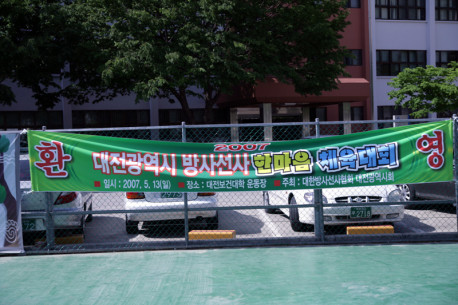 2007
환 대전광역시 방사선사 한마음 체육대회 영
■ 일시 : 2007, 5, 13(일) ■ 장소 : 대전보건대학 운동장 ■ 주최 : 대한방사선사협회 대전광역시회
2718